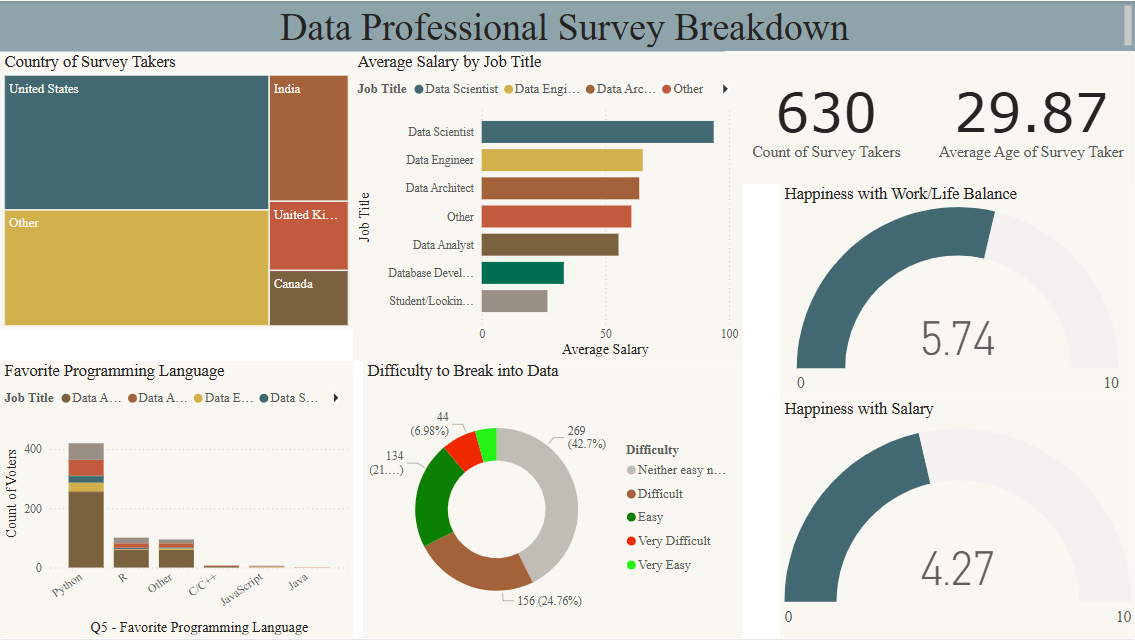 Data Professional Survey Breakdown
Country of Survey Takers
United States
India
Other
United Ki...
Canada
Average Salary by Job Title
Job Title Data Scientist Data Engi... Data Arc... Other
Job Title
Data Scientist
Data Engineer
Data Architect
Other
Data Analyst
Database Devel...
Student/Lookin...
0 50 100
Average Salary
630
Count of Survey Takers
29.87
Average Age of Survey Taker
Happiness with Work/Life Balance
5.74
0 10
Favorite Programming Language
Job Title Data A... Data A... Data E... Data S...
Count of Voters
400
200
0
Python R Other C/C++ JavaScript Java
Q5 - Favorite Programming Language
Difficulty to Break into Data
44
(6.98%)
269
(42.7%)
134
(21....)
156 (24.76%)
Difficulty
Neither easy n...
Difficult
Easy
Very Difficult
Very Easy
Happiness with Salary
4.27
0 10